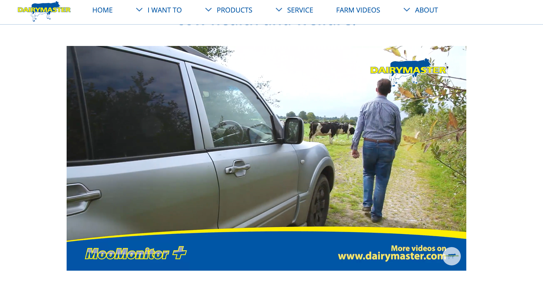 DAIRYMASTER
HOME
I WANT TO
PRODUCTS
SERVICE
FARM VIDEOS
ABOUT
DAIRYMASTER
MooMonitor +
More videos on
www.dairymaster.com